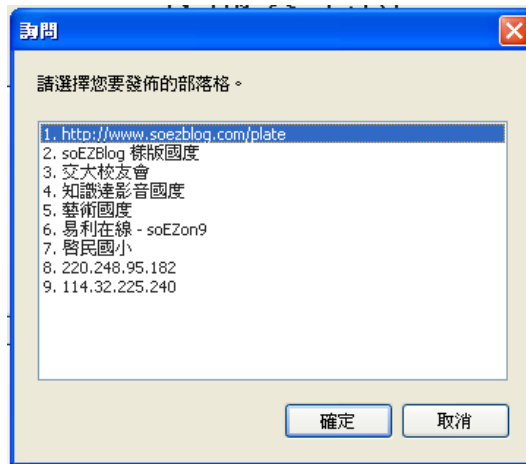 詢問
請選擇您要發佈的部落格。
1. http://www.soezblog.com/plate
2. soEZBlog 樣版國度
3. 交大校友會
4. 知識達影音國度
5. 藝術國度
6. 易利在線 - soEZon9
7. 啓民國小
8. 220.248.95.182
9. 114.32.225.240
確定
取消